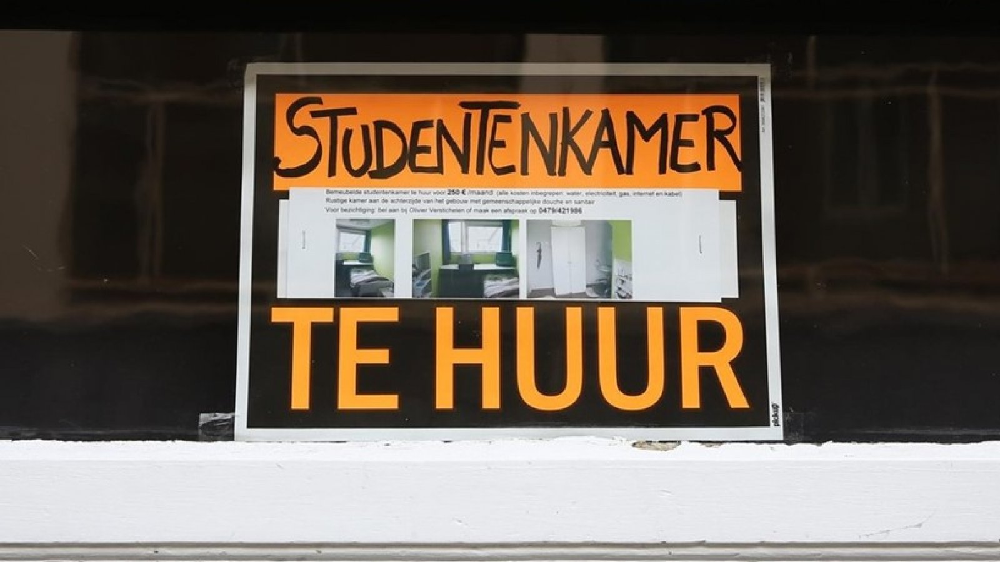 STUDENTENKAMER
Bemeubelde studentenkamer te huur voor 250 € /maand (alle kosten inbegrepen: water, electriciteit, gas, internet en kabel)
Rustige kamer aan de achterzijde van het gebouw met gemeenschappelijke douche en sanitair
Voor bezichtiging: bel aan bij Olivier Verstichelen of maak een afspraak op 0479/421986
TE HUUR
pickup